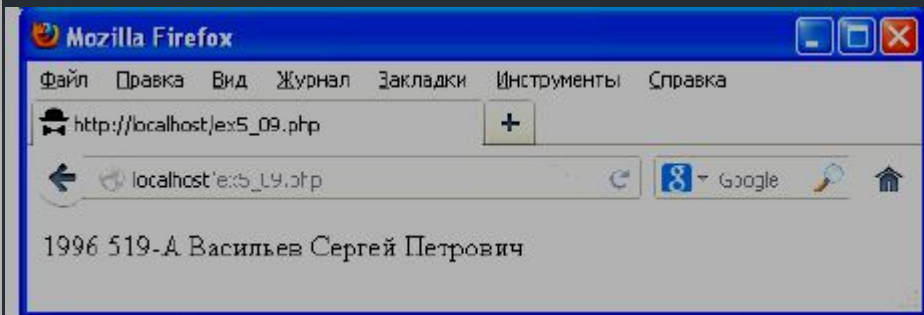 Mozilla Firefox
Файл Правка Вид Журнал Закладки Инструменты Справка
http://localhost/ex5_09.php
localhost/ex5_09.php Google
1996 519-А Васильев Сергей Петрович